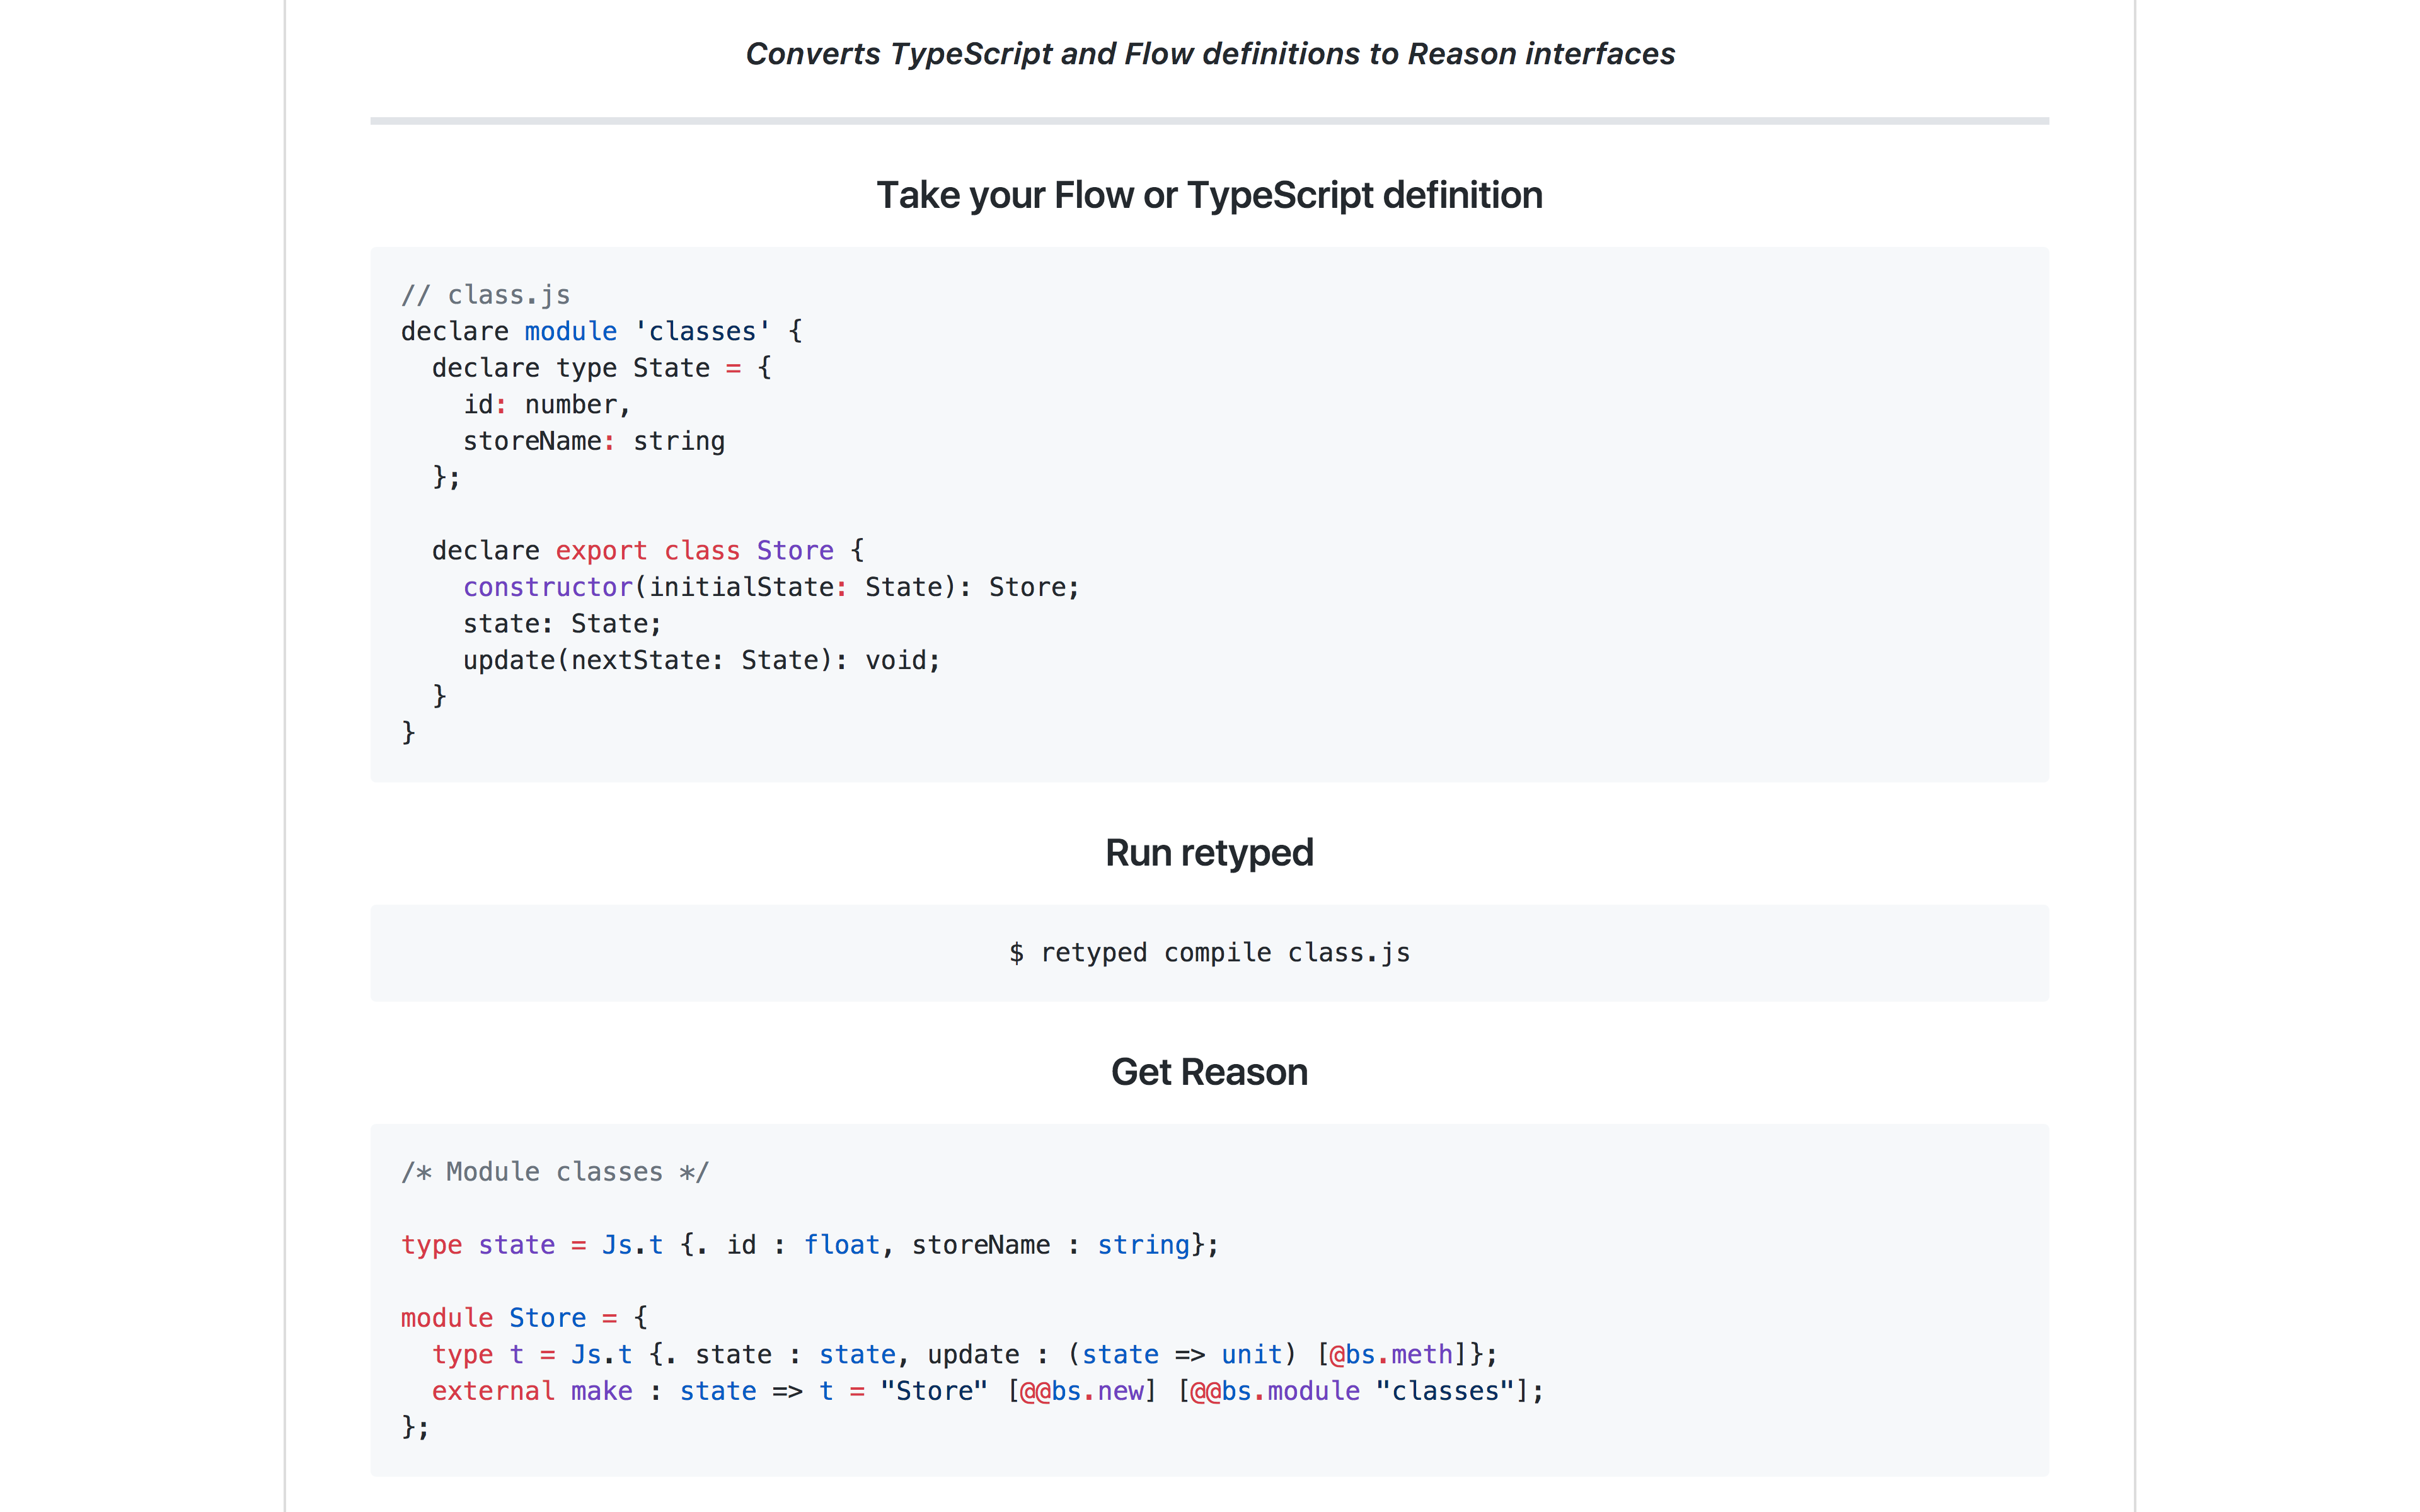 Converts TypeScript and Flow definitions to Reason interfaces
Take your Flow or TypeScript definition
// class.js
declare module 'classes' {
  declare type State = {
    id: number,
    storeName: string
  };

  declare export class Store {
    constructor(initialState: State): Store;
    state: State;
    update(nextState: State): void;
  }
}
Run retyped
$ retyped compile class.js
Get Reason
/* Module classes */

type state = Js.t {. id : float, storeName : string};

module Store = {
  type t = Js.t {. state : state, update : (state => unit) [@bs.meth]};
  external make : state => t = "Store" [@@bs.new] [@@bs.module "classes"];
};